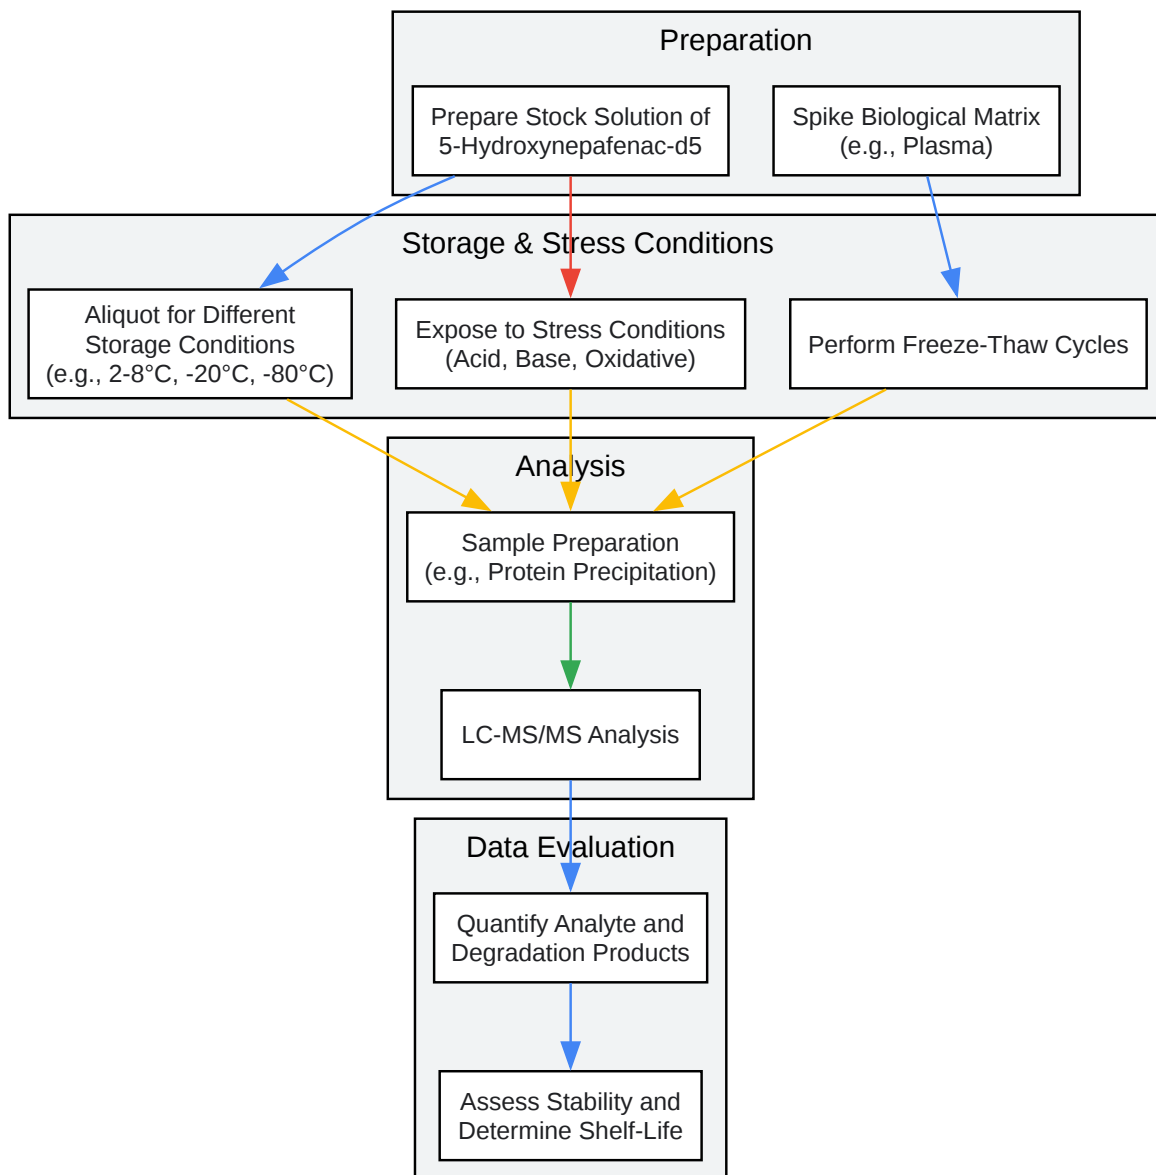 Preparation
Prepare Stock Solution of
5-Hydroxynepafenac-d5
Spike Biological Matrix
(e.g., Plasma)
Storage & Stress Conditions
Aliquot for Different
Storage Conditions
(e.g., 2-8°C, -20°C, -80°C)
Expose to Stress Conditions
(Acid, Base, Oxidative)
Perform Freeze-Thaw Cycles
Analysis
Sample Preparation
(e.g., Protein Precipitation)
LC-MS/MS Analysis
Data Evaluation
Quantify Analyte and
Degradation Products
Assess Stability and
Determine Shelf-Life